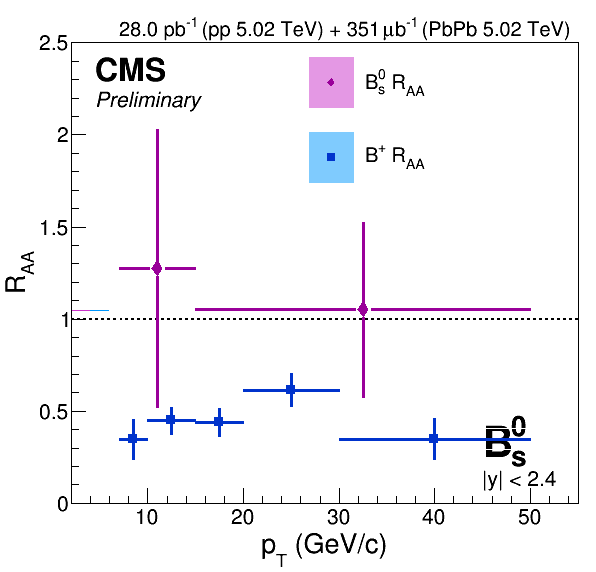 28.0 pb⁻¹ (pp 5.02 TeV) + 351 μb⁻¹ (PbPb 5.02 TeV)
2.5
CMS
Preliminary
B⁰ₛ R_AA
2
B⁺ R_AA
1.5
R_AA
1
0.5
B⁰ₛ
|y| < 2.4
0
10 20 30 40 50
p_T (GeV/c)